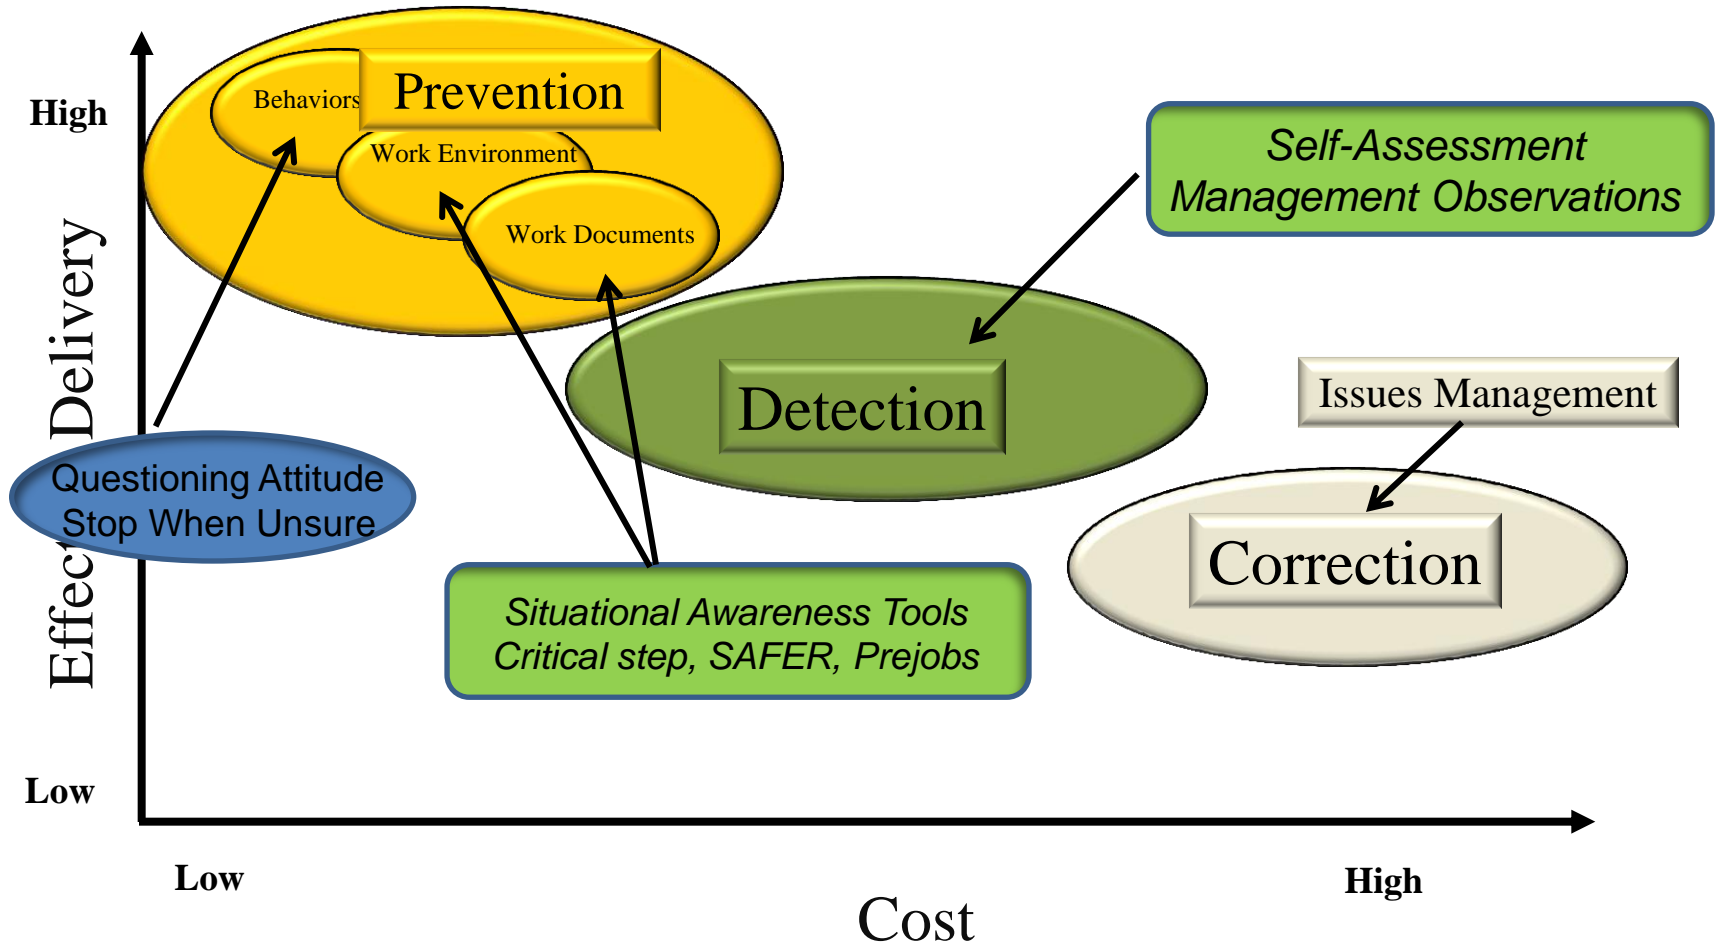 High
Behaviors
Prevention
Work Environment
Work Documents
Self-Assessment
Management Observations
Delivery
Detection
Issues Management
Questioning Attitude
Stop When Unsure
Correction
Situational Awareness Tools
Critical step, SAFER, Prejobs
Low
Low
High
Cost